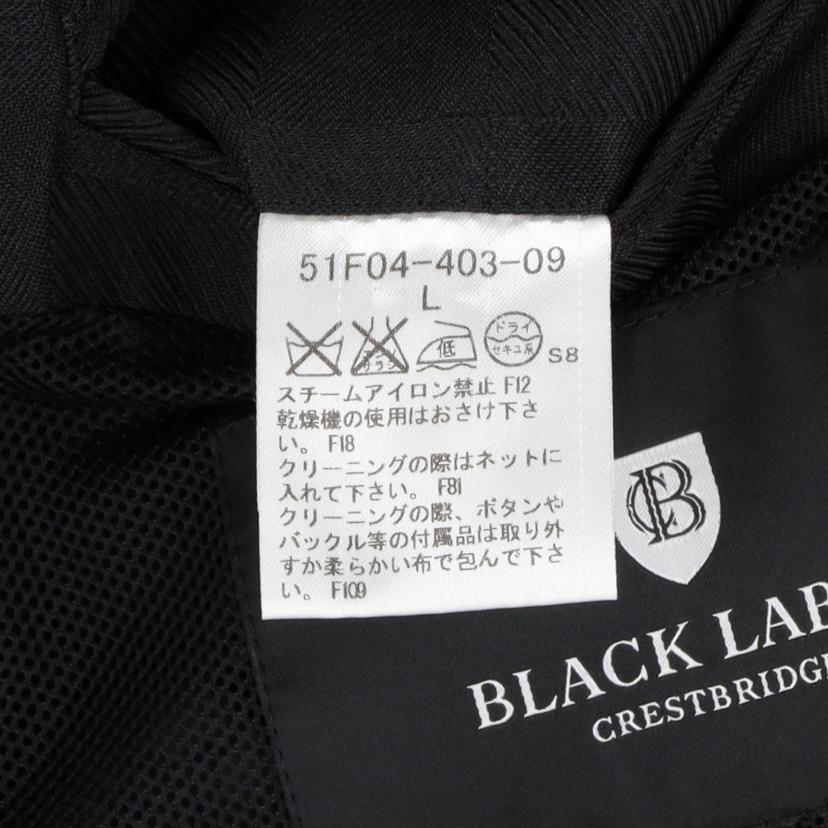 51F04-403-09
L
サラシ 低 ドライ セキユ系 S8
スチームアイロン禁止 F12
乾燥機の使用はおさけ下さ
い。 F18
クリーニングの際はネットに
入れて下さい。 F81
クリーニングの際、ボタンや
バックル等の付属品は取り外
すか柔らかい布で包んで下さ
い。 F109
CB
BLACK LAB
CRESTBRIDGE